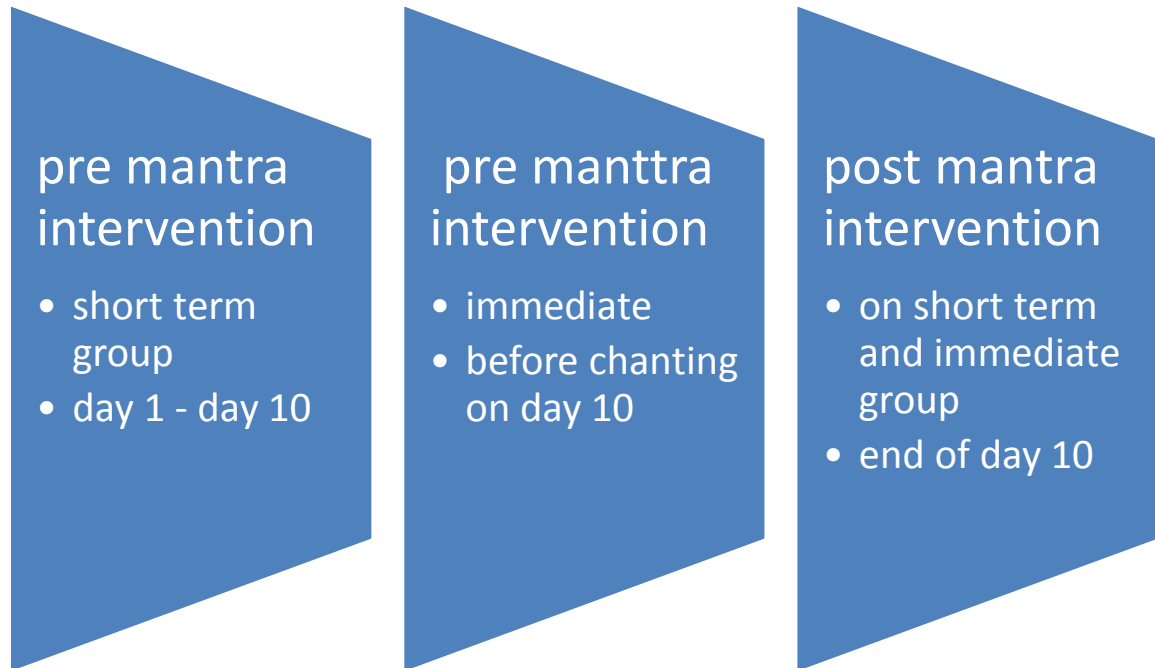 pre mantra
intervention
• short term
group
• day 1 - day 10
pre manttra
intervention
• immediate
• before chanting
on day 10
post mantra
intervention
• on short term
and immediate
group
• end of day 10